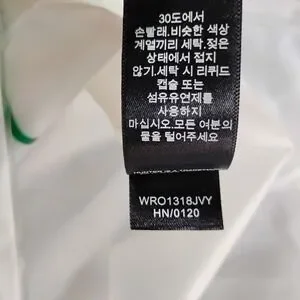 30도에서
손빨래.비슷한 색상
계열끼리 세탁.젖은
상태에서 접지
않기.세탁 시 리퀴드
캡슐 또는
섬유유연제를
사용하지
마십시오.모든 여분의
물을 털어주세요
WRO1318JVY
HN/0120